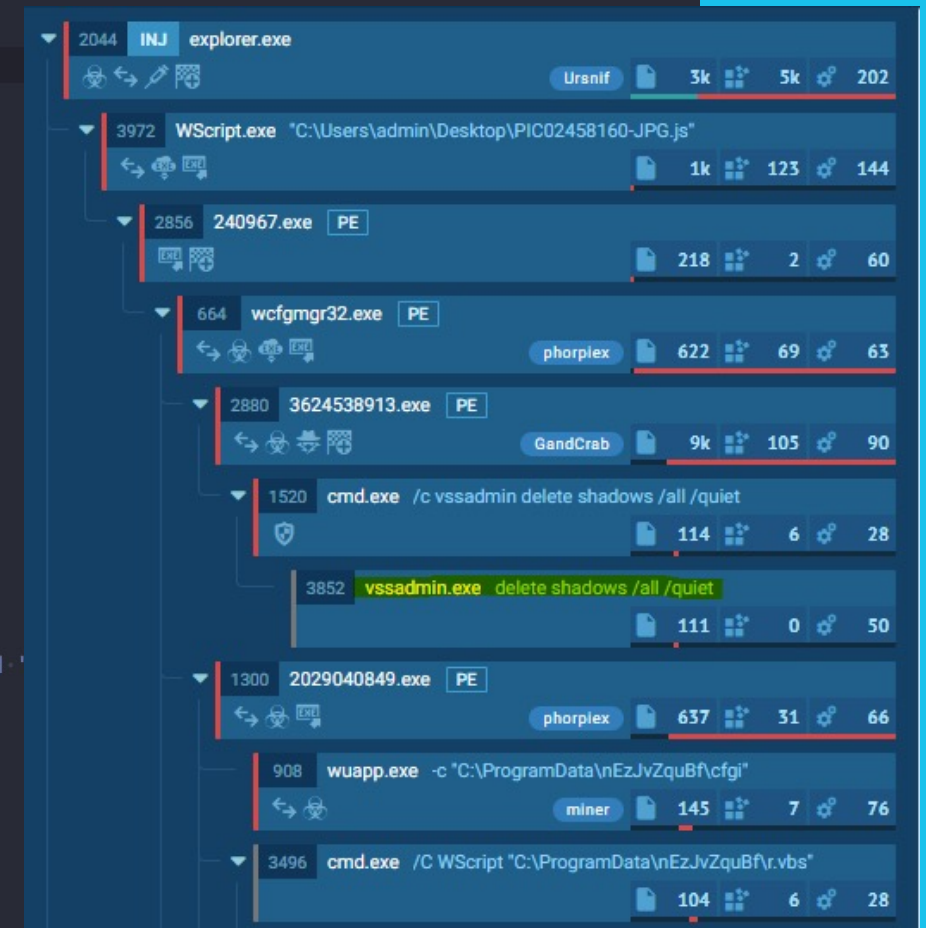 2044 INJ explorer.exe
Ursnif 3k 5k 202
3972 WScript.exe "C:\Users\admin\Desktop\PIC02458160-JPG.js"
1k 123 144
2856 240967.exe PE
218 2 60
664 wcfgmgr32.exe PE
phorpiex 622 69 63
2880 3624538913.exe PE
GandCrab 9k 105 90
1520 cmd.exe /c vssadmin delete shadows /all /quiet
114 6 28
3852 vssadmin.exe delete shadows /all /quiet
111 0 50
1300 2029040849.exe PE
phorpiex 637 31 66
908 wuapp.exe -c "C:\ProgramData\nEzJvZquBf\cfgi"
miner 145 7 76
3496 cmd.exe /C WScript "C:\ProgramData\nEzJvZquBf\r.vbs"
104 6 28